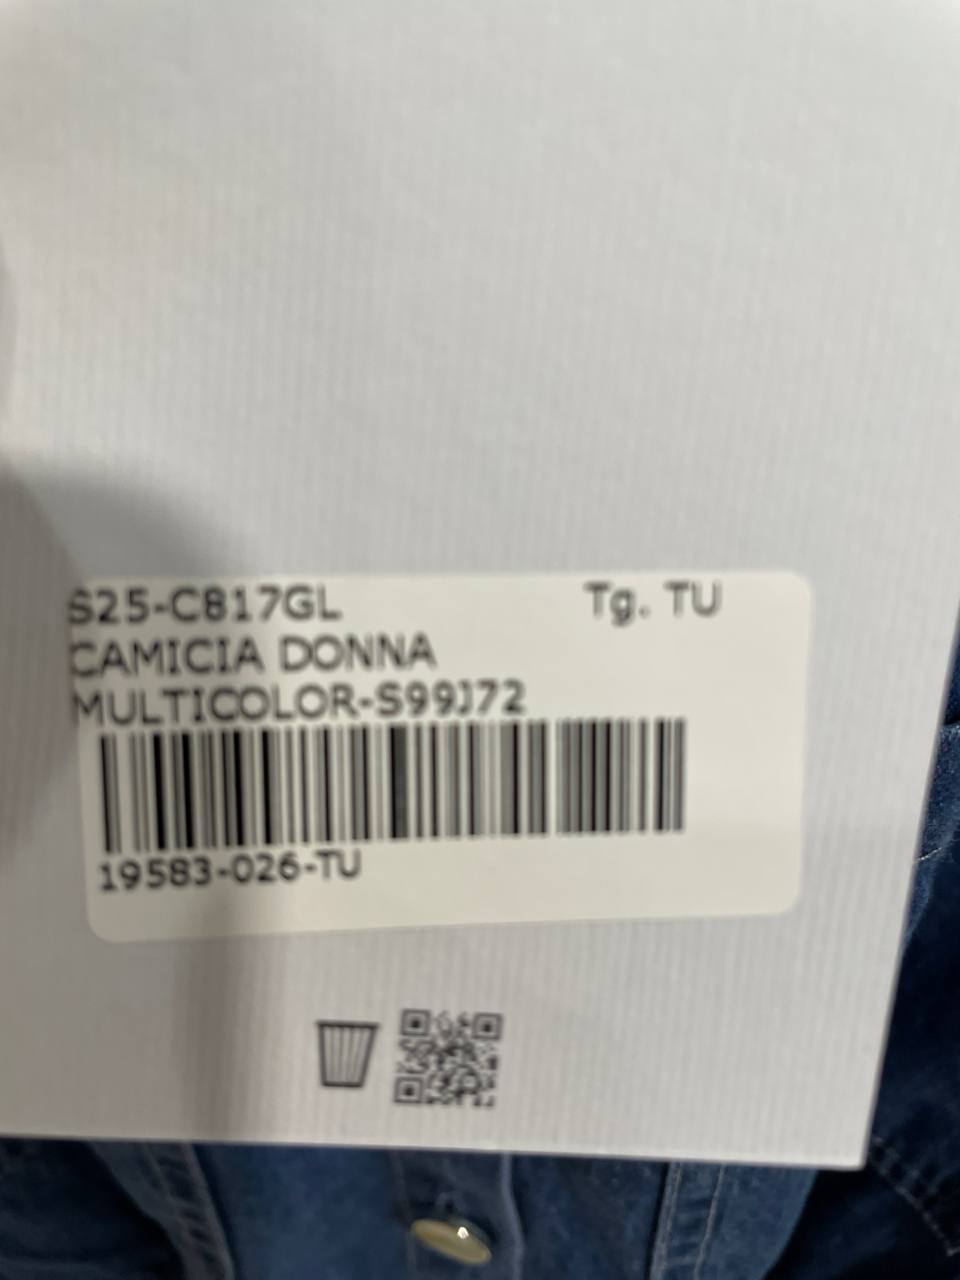 S25-C817GL Tg. TU
CAMICIA DONNA
MULTICOLOR-S99J72
19583-026-TU